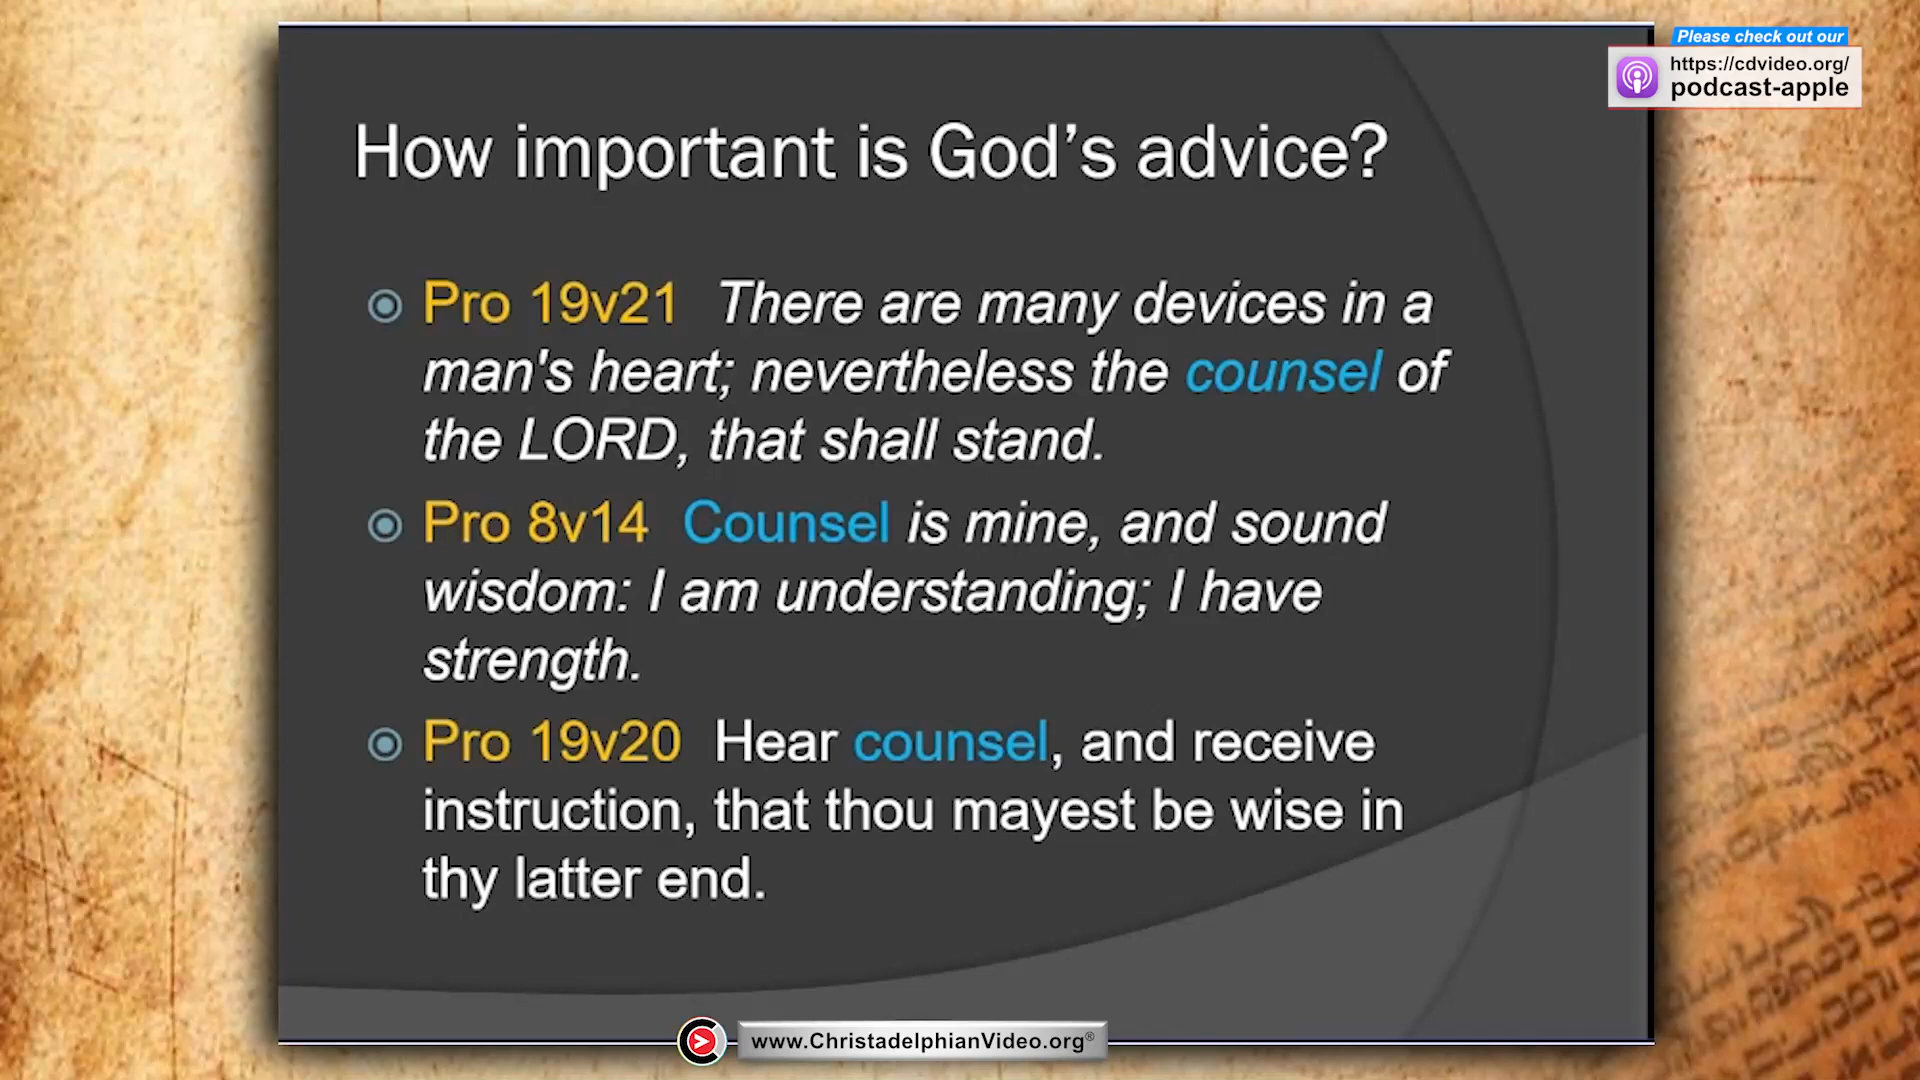 Please check out our
https://cdvideo.org/
podcast-apple
How important is God’s advice?
Pro 19v21 There are many devices in a
man's heart; nevertheless the counsel of
the LORD, that shall stand.
Pro 8v14 Counsel is mine, and sound
wisdom: I am understanding; I have
strength.
Pro 19v20 Hear counsel, and receive
instruction, that thou mayest be wise in
thy latter end.
www.ChristadelphianVideo.org®